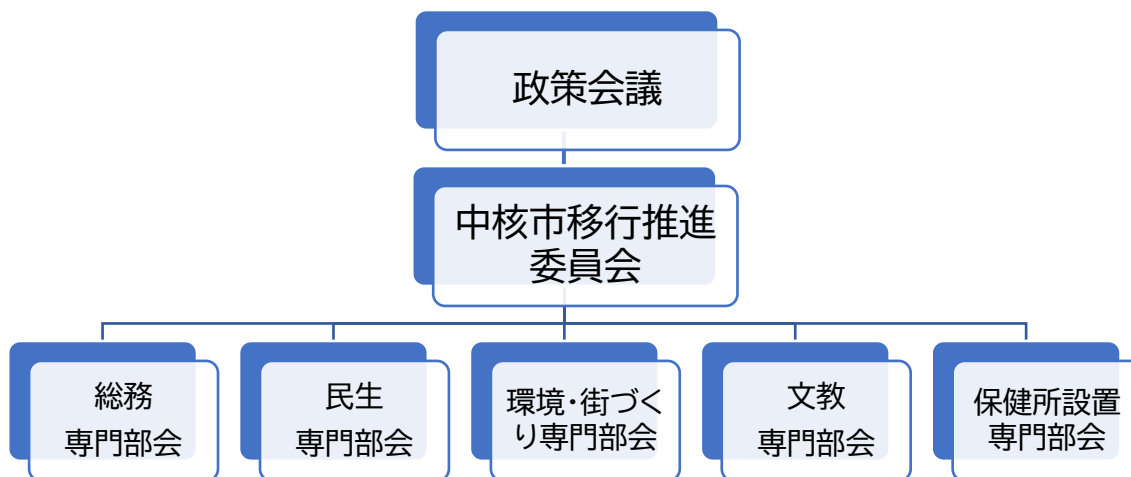 政策会議
中核市移行推進
委員会
総務
専門部会
民生
専門部会
環境・街づく
り専門部会
文教
専門部会
保健所設置
専門部会